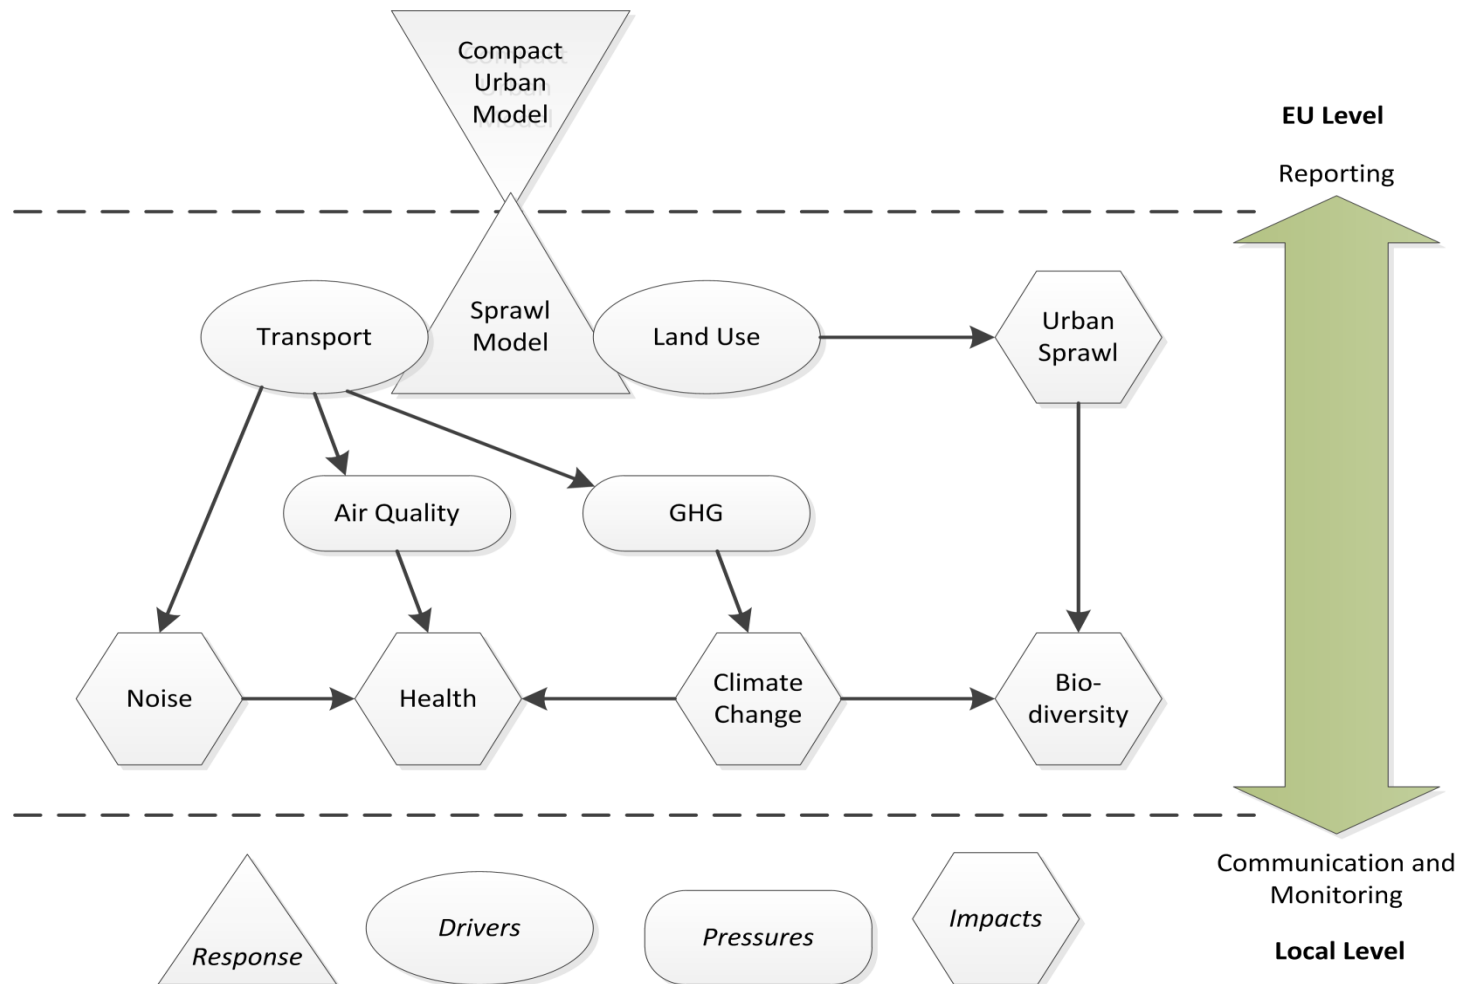 Compact
Urban
Model
EU Level
Reporting
Sprawl
Model
Transport
Land Use
Urban
Sprawl
Air Quality
GHG
Noise
Health
Climate
Change
Bio-
diversity
Communication and
Monitoring
Local Level
Response
Drivers
Pressures
Impacts